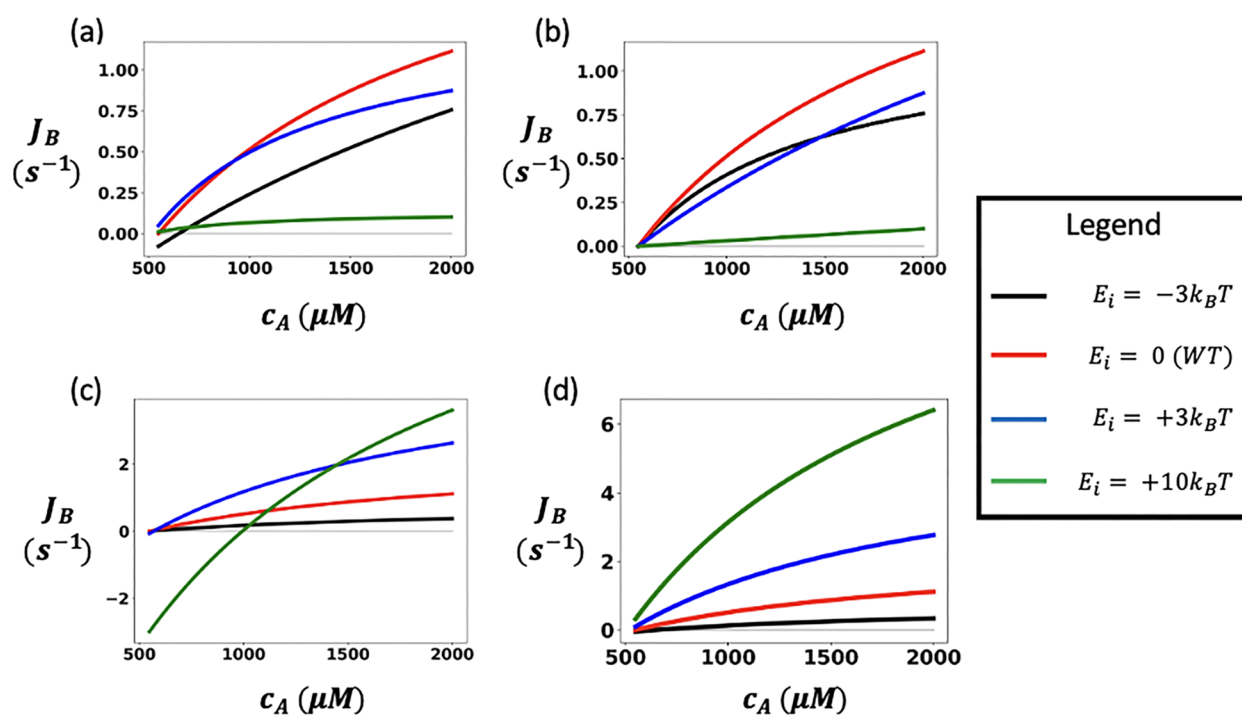 (a)
J_B
(s⁻¹)
1.00
0.75
0.50
0.25
0.00
500 1000 1500 2000
c_A (μM)
(b)
J_B
(s⁻¹)
1.00
0.75
0.50
0.25
0.00
500 1000 1500 2000
c_A (μM)
(c)
J_B
(s⁻¹)
2
0
−2
500 1000 1500 2000
c_A (μM)
(d)
J_B
(s⁻¹)
6
4
2
0
500 1000 1500 2000
c_A (μM)
Legend
E_i = −3k_BT
E_i = 0 (WT)
E_i = +3k_BT
E_i = +10k_BT